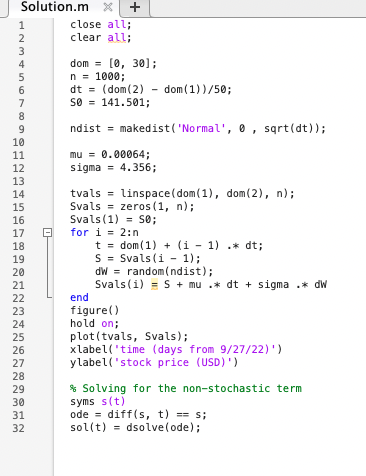 Solution.m × +
1 close all;
2 clear all;
3
4 dom = [0, 30];
5 n = 1000;
6 dt = (dom(2) - dom(1))/50;
7 S0 = 141.501;
8
9 ndist = makedist('Normal', 0 , sqrt(dt));
10
11 mu = 0.00064;
12 sigma = 4.356;
13
14 tvals = linspace(dom(1), dom(2), n);
15 Svals = zeros(1, n);
16 Svals(1) = S0;
17 for i = 2:n
18 t = dom(1) + (i - 1) .* dt;
19 S = Svals(i - 1);
20 dW = random(ndist);
21 Svals(i) = S + mu .* dt + sigma .* dW
22 end
23 figure()
24 hold on;
25 plot(tvals, Svals);
26 xlabel('time (days from 9/27/22)')
27 ylabel('stock price (USD)')
28
29 % Solving for the non-stochastic term
30 syms s(t)
31 ode = diff(s, t) == s;
32 sol(t) = dsolve(ode);